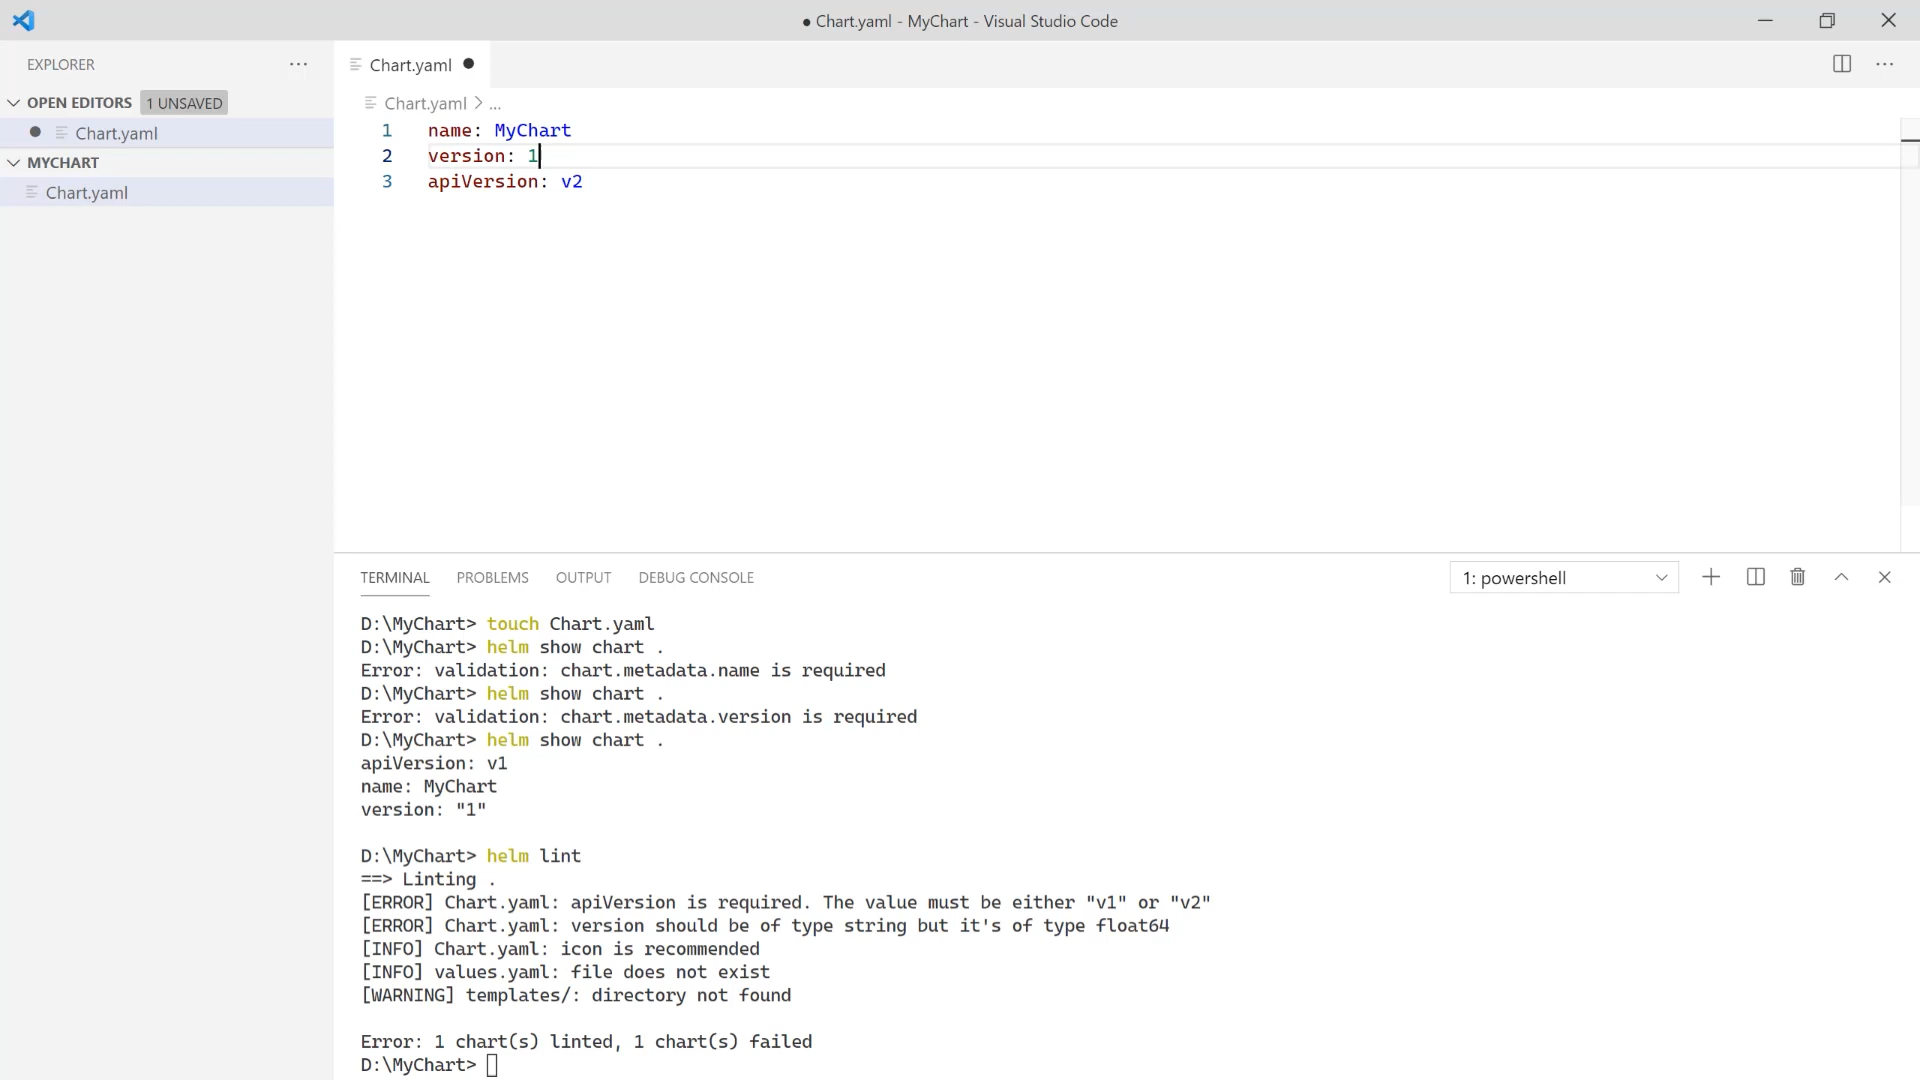 ● Chart.yaml - MyChart - Visual Studio Code
EXPLORER
Chart.yaml
OPEN EDITORS 1 UNSAVED
Chart.yaml
MYCHART
Chart.yaml
Chart.yaml > ...
1 name: MyChart
2 version: 1
3 apiVersion: v2
TERMINAL PROBLEMS OUTPUT DEBUG CONSOLE 1: powershell
D:\MyChart> touch Chart.yaml
D:\MyChart> helm show chart .
Error: validation: chart.metadata.name is required
D:\MyChart> helm show chart .
Error: validation: chart.metadata.version is required
D:\MyChart> helm show chart .
apiVersion: v1
name: MyChart
version: "1"
D:\MyChart> helm lint
==> Linting .
[ERROR] Chart.yaml: apiVersion is required. The value must be either "v1" or "v2"
[ERROR] Chart.yaml: version should be of type string but it's of type float64
[INFO] Chart.yaml: icon is recommended
[INFO] values.yaml: file does not exist
[WARNING] templates/: directory not found
Error: 1 chart(s) linted, 1 chart(s) failed
D:\MyChart>